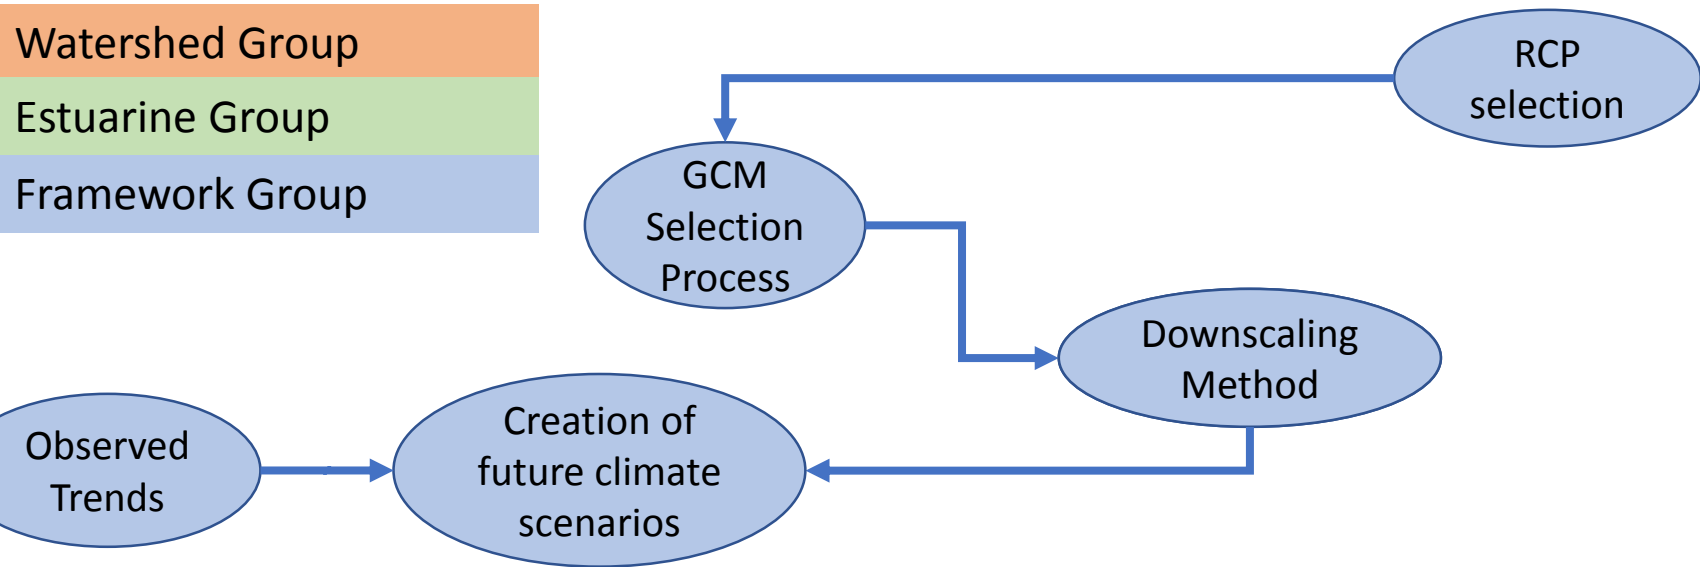 Watershed Group
Estuarine Group
Framework Group
RCP
selection
GCM
Selection
Process
Downscaling
Method
Observed
Trends
Creation of
future climate
scenarios